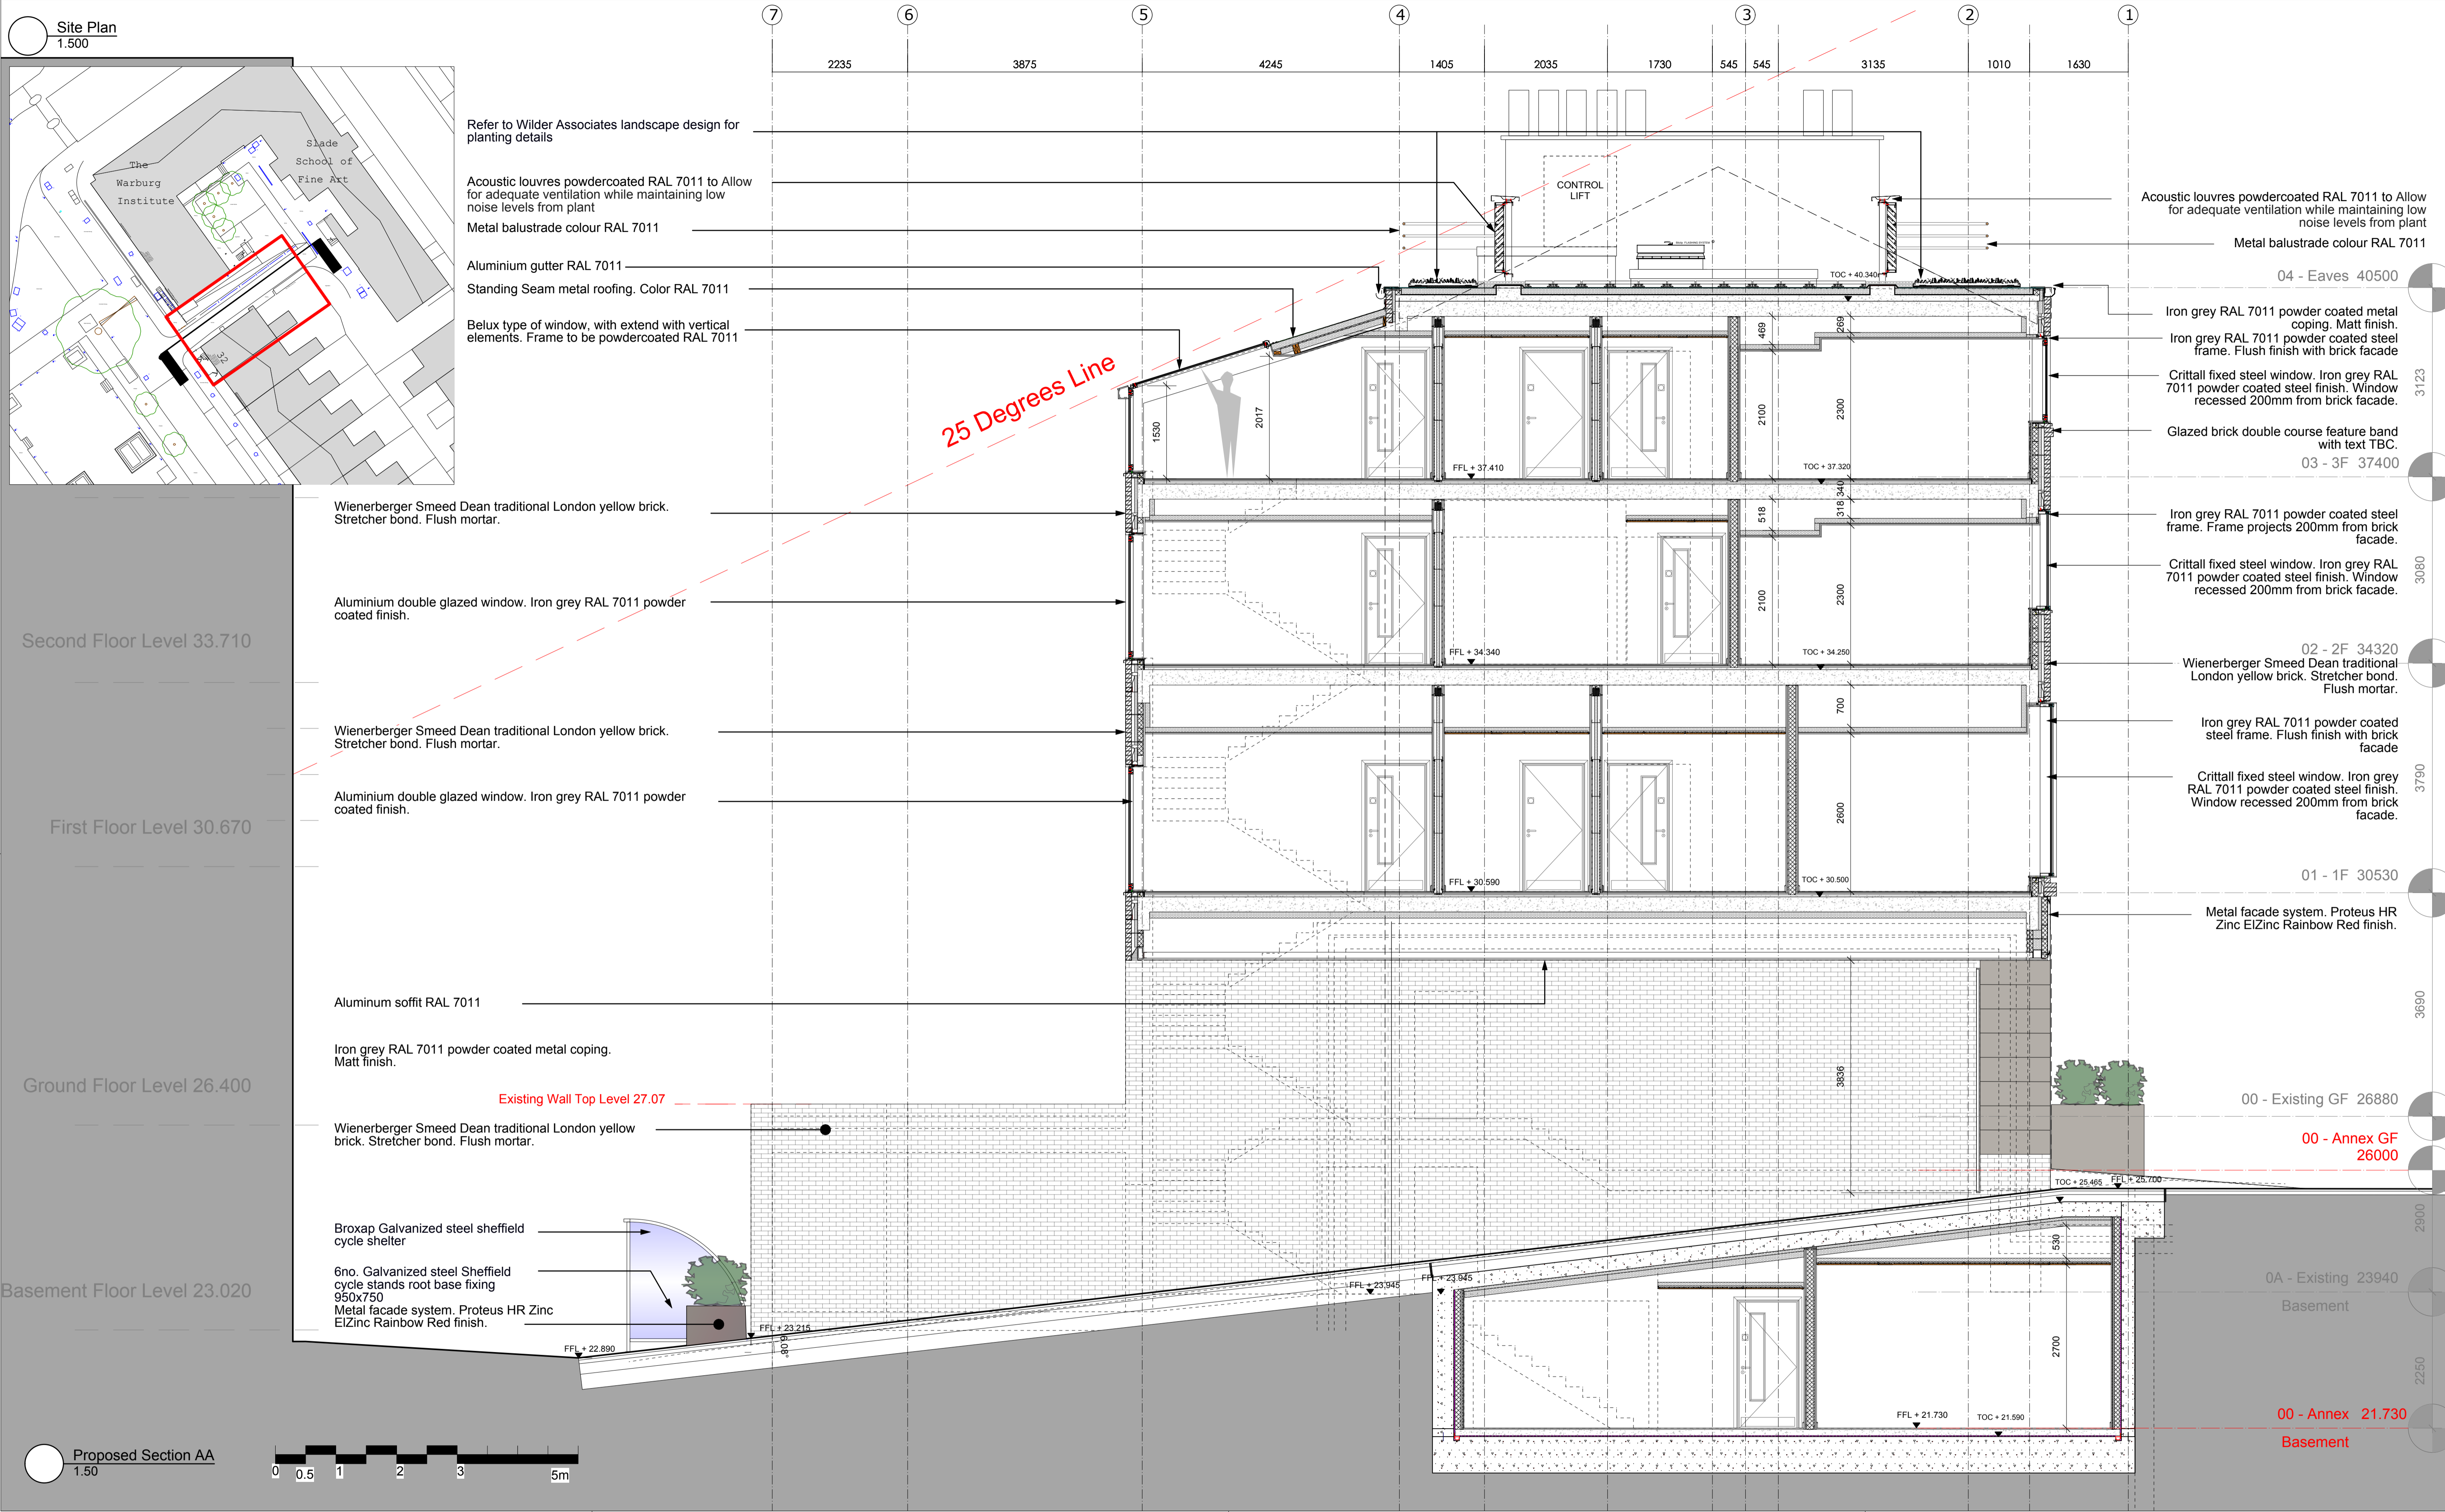 Site Plan
1.500
The
Warburg
Institute
Slade
School of
Fine Art
32
7
6
5
4
3
2
1
2235
3875
4245
1405
2035
1730
545
545
3135
1010
1630
Refer to Wilder Associates landscape design for
planting details
Acoustic louvres powdercoated RAL 7011 to Allow
for adequate ventilation while maintaining low
noise levels from plant
Metal balustrade colour RAL 7011
Aluminium gutter RAL 7011
Standing Seam metal roofing. Color RAL 7011
Belux type of window, with extend with vertical
elements. Frame to be powdercoated RAL 7011
25 Degrees Line
CONTROL
LIFT
TOC + 40.340
Acoustic louvres powdercoated RAL 7011 to Allow
for adequate ventilation while maintaining low
noise levels from plant
Metal balustrade colour RAL 7011
04 - Eaves 40500
Iron grey RAL 7011 powder coated metal
coping. Matt finish.
Iron grey RAL 7011 powder coated steel
frame. Flush finish with brick facade
Crittall fixed steel window. Iron grey RAL
7011 powder coated steel finish. Window
recessed 200mm from brick facade.
3123
Glazed brick double course feature band
with text TBC.
03 - 3F 37400
1530
2017
469
269
2100
2300
FFL + 37.410
TOC + 37.320
340
518
318
Wienerberger Smeed Dean traditional London yellow brick.
Stretcher bond. Flush mortar.
Iron grey RAL 7011 powder coated steel
frame. Frame projects 200mm from brick
facade.
Crittall fixed steel window. Iron grey RAL
7011 powder coated steel finish. Window
recessed 200mm from brick facade.
3080
Aluminium double glazed window. Iron grey RAL 7011 powder
coated finish.
2100
2300
Second Floor Level 33.710
FFL + 34.340
TOC + 34.250
02 - 2F 34320
Wienerberger Smeed Dean traditional
London yellow brick. Stretcher bond.
Flush mortar.
700
Wienerberger Smeed Dean traditional London yellow brick.
Stretcher bond. Flush mortar.
Iron grey RAL 7011 powder coated
steel frame. Flush finish with brick
facade
Aluminium double glazed window. Iron grey RAL 7011 powder
coated finish.
Crittall fixed steel window. Iron grey
RAL 7011 powder coated steel finish.
Window recessed 200mm from brick
facade.
3790
2600
First Floor Level 30.670
FFL + 30.590
TOC + 30.500
01 - 1F 30530
Metal facade system. Proteus HR
Zinc ElZinc Rainbow Red finish.
Aluminum soffit RAL 7011
3690
Iron grey RAL 7011 powder coated metal coping.
Matt finish.
3836
Ground Floor Level 26.400
Existing Wall Top Level 27.07
00 - Existing GF 26880
Wienerberger Smeed Dean traditional London yellow
brick. Stretcher bond. Flush mortar.
00 - Annex GF
26000
TOC + 25.465
FFL + 25.700
2900
Broxap Galvanized steel sheffield
cycle shelter
530
6no. Galvanized steel Sheffield
cycle stands root base fixing
950x750
Metal facade system. Proteus HR Zinc
ElZinc Rainbow Red finish.
Basement Floor Level 23.020
FFL + 23.945
FFL + 23.945
0A - Existing 23940
Basement
FFL + 23.215
6.08°
FFL + 22.890
2700
2250
FFL + 21.730
TOC + 21.590
00 - Annex 21.730
Basement
Proposed Section AA
1.50
0
0.5
1
2
3
5m